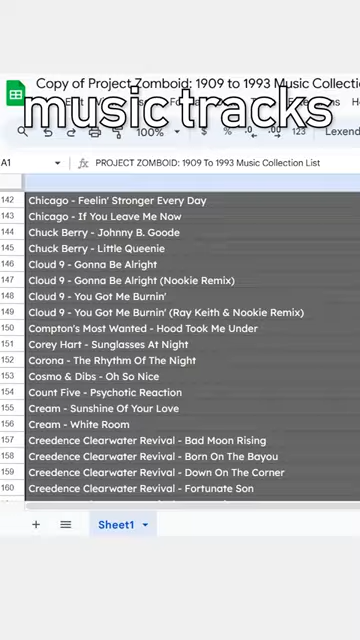 Copy of Project Zomboid: 1909 to 1993 Music Collectio
music tracks
100%
$
%
.0
.00
123
Lexend
A1
fx
PROJECT ZOMBOID: 1909 To 1993 Music Collection List
142 Chicago - Feelin' Stronger Every Day
143 Chicago - If You Leave Me Now
144 Chuck Berry - Johnny B. Goode
145 Chuck Berry - Little Queenie
146 Cloud 9 - Gonna Be Alright
147 Cloud 9 - Gonna Be Alright (Nookie Remix)
148 Cloud 9 - You Got Me Burnin'
149 Cloud 9 - You Got Me Burnin' (Ray Keith & Nookie Remix)
150 Compton's Most Wanted - Hood Took Me Under
151 Corey Hart - Sunglasses At Night
152 Corona - The Rhythm Of The Night
153 Cosmo & Dibs - Oh So Nice
154 Count Five - Psychotic Reaction
155 Cream - Sunshine Of Your Love
156 Cream - White Room
157 Creedence Clearwater Revival - Bad Moon Rising
158 Creedence Clearwater Revival - Born On The Bayou
159 Creedence Clearwater Revival - Down On The Corner
160 Creedence Clearwater Revival - Fortunate Son
Sheet1